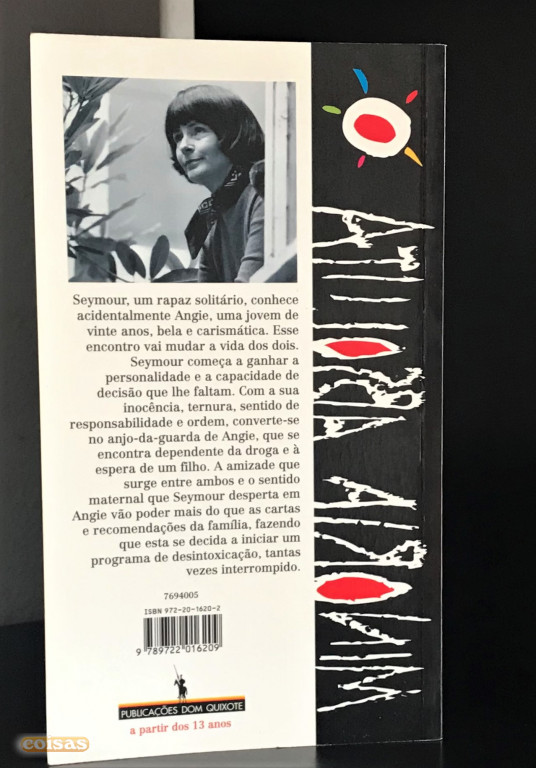 Seymour, um rapaz solitário, conhece
acidentalmente Angie, uma jovem de
vinte anos, bela e carismática. Esse
encontro vai mudar a vida dos dois.
Seymour começa a ganhar a
personalidade e a capacidade de
decisão que lhe faltam. Com a sua
inocência, ternura, sentido de
responsabilidade e ordem, converte-se
no anjo-da-guarda de Angie, que se
encontra dependente da droga e à
espera de um filho. A amizade que
surge entre ambos e o sentido
maternal que Seymour desperta em
Angie vão poder mais do que as cartas
e recomendações da família, fazendo
que esta se decida a iniciar um
programa de desintoxicação, tantas
vezes interrompido.
7694005
ISBN 972-20-1620-2
9 789722 016209
PUBLICAÇÕES DOM QUIXOTE
a partir dos 13 anos
coisas